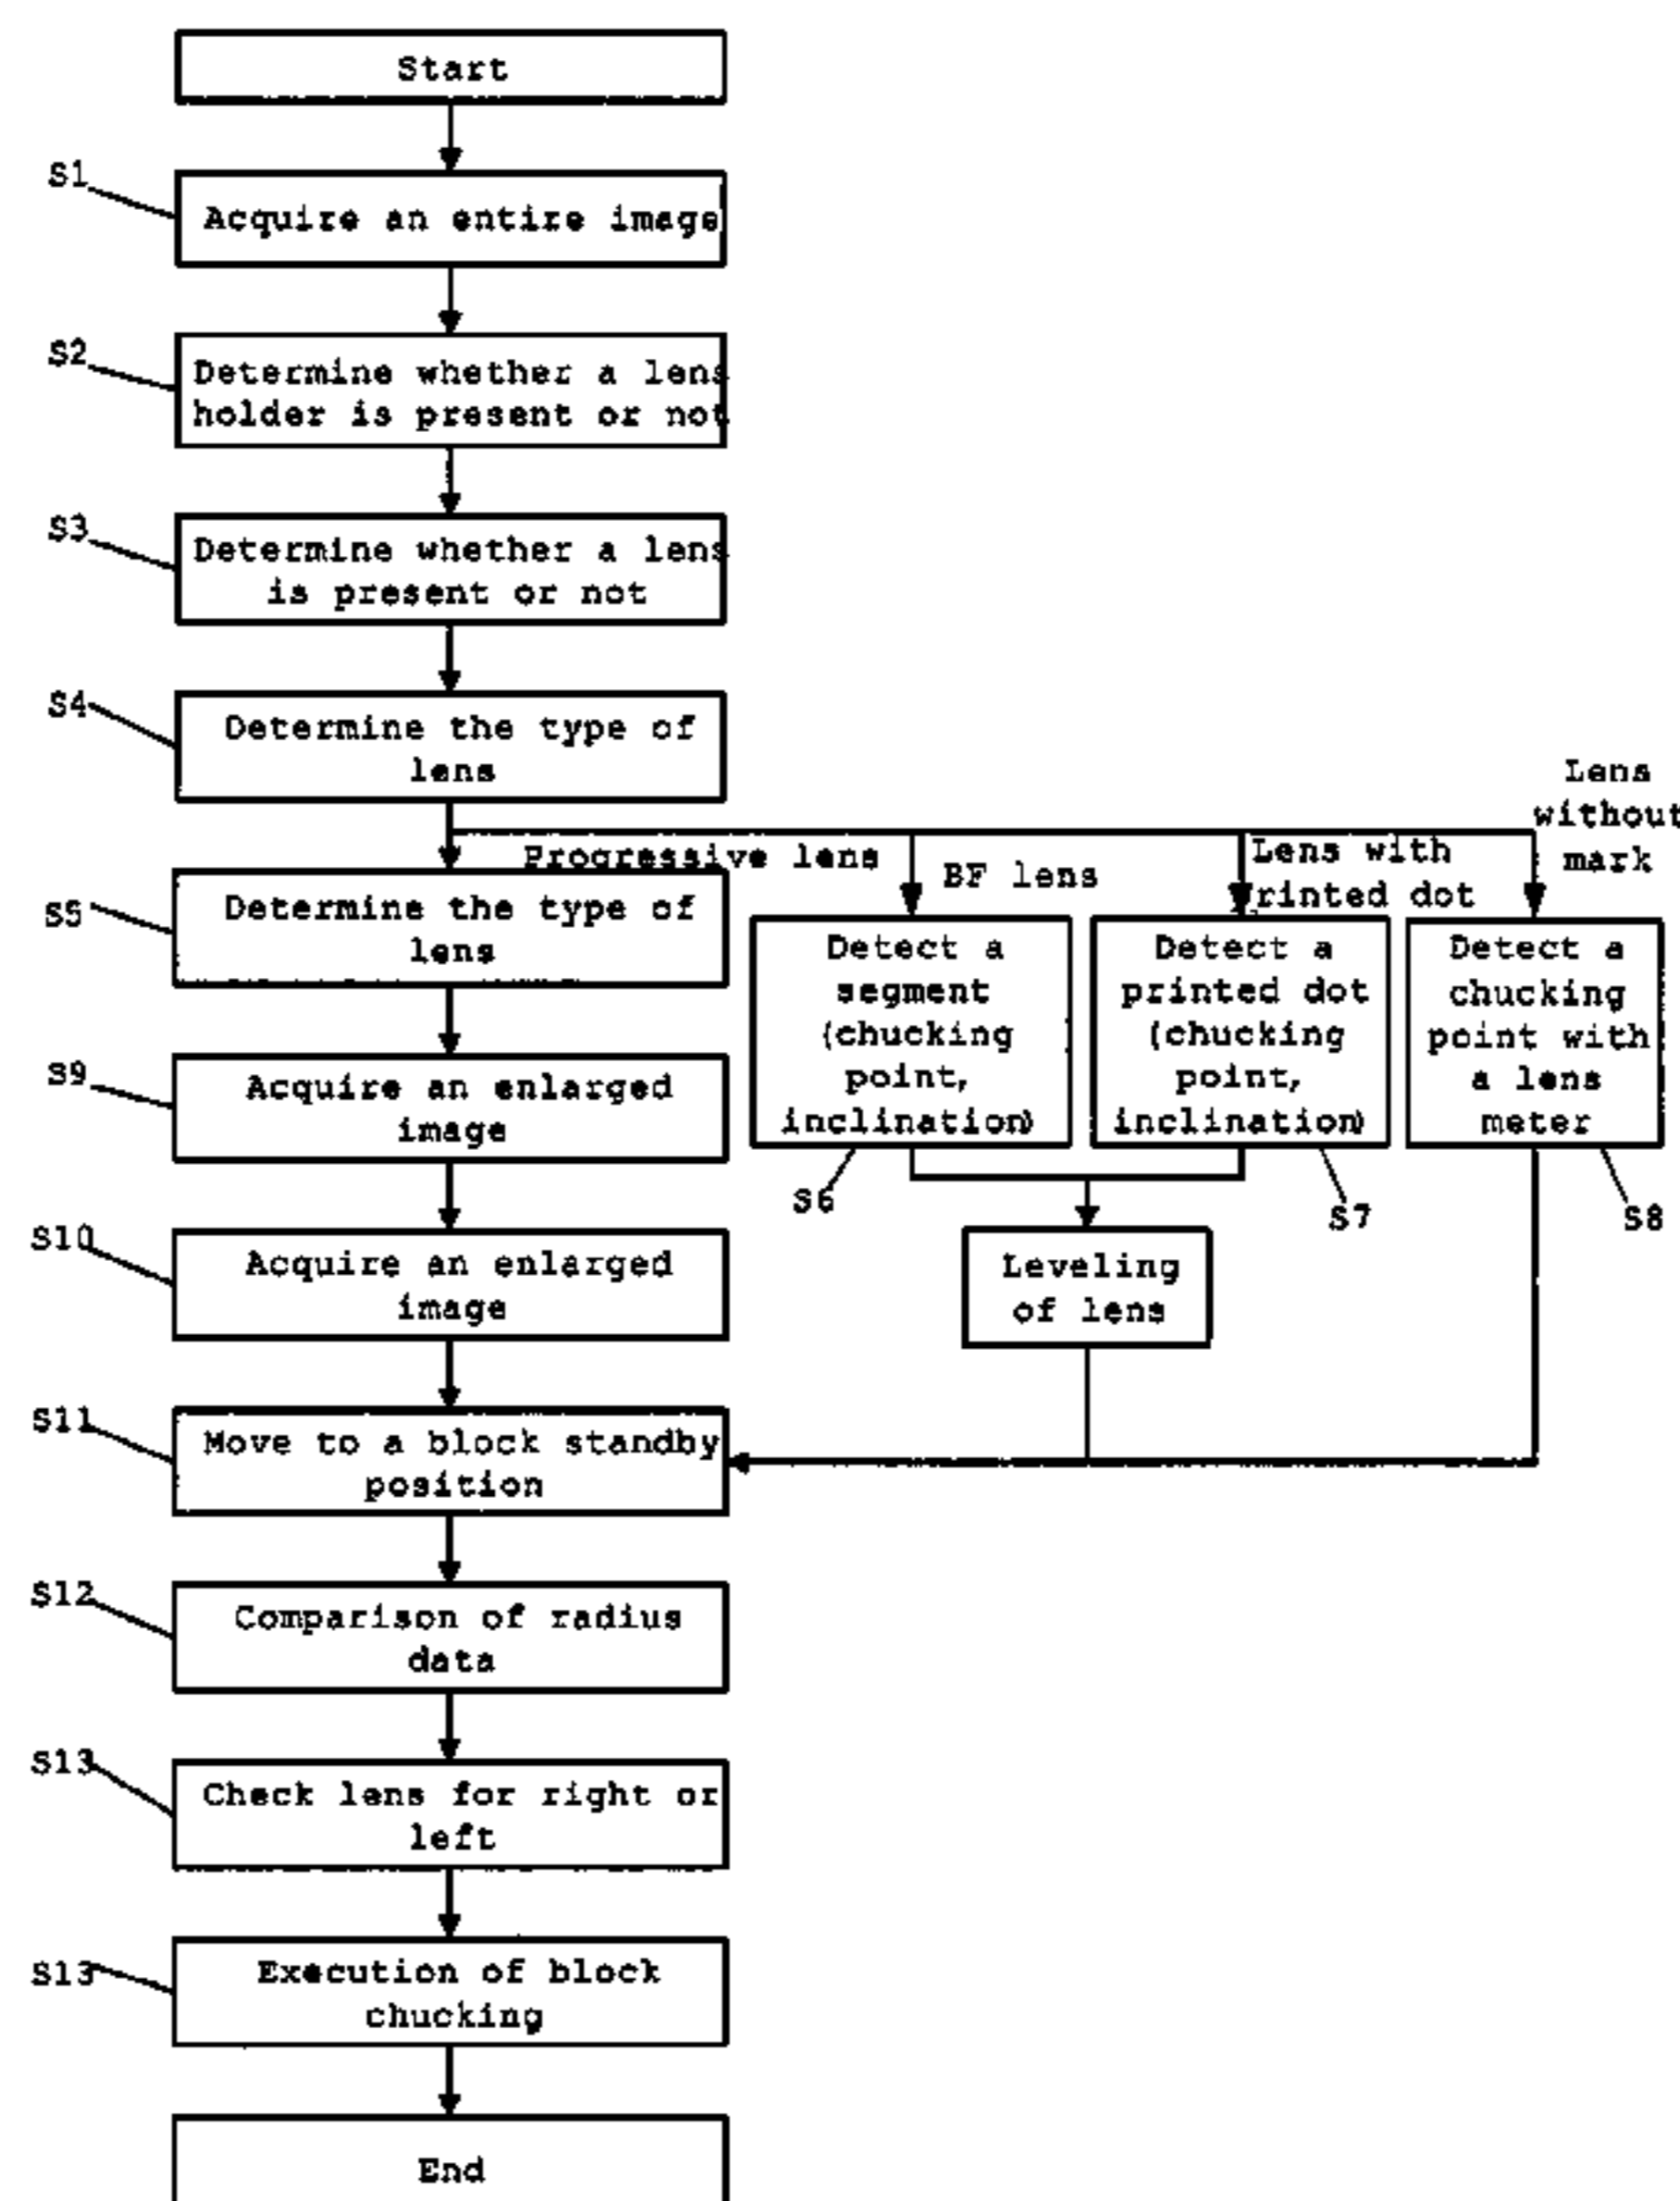 Start
S1
Acquire an entire image
S2
Determine whether a lens
holder is present or not
S3
Determine whether a lens
is present or not
S4
Determine the type of
lens
Progressive lens
BF lens
Lens with
printed dot
Lens
without
mark
S5
Determine the type of
lens
Detect a
segment
(chucking
point,
inclination)
S6
Detect a
printed dot
(chucking
point,
inclination)
S7
Detect a
chucking
point with
a lens
meter
S8
S9
Acquire an enlarged
image
Leveling
of lens
S10
Acquire an enlarged
image
S11
Move to a block standby
position
S12
Comparison of radius
data
S13
Check lens for right or
left
S13
Execution of block
chucking
End